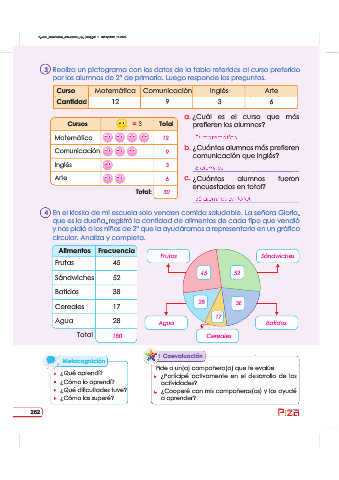 3 Realiza un pictograma con los datos de la tabla referidos al curso preferido
por los alumnos de 2° de primaria. Luego responde las preguntas.
Curso Matemática Comunicación Inglés Arte
Cantidad 12 9 3 6
Cursos = 3 Total
Matemática 12
Comunicación 9
Inglés 3
Arte 6
Total: 30
a. ¿Cuál es el curso que más
prefieren los alumnos?
b. ¿Cuántos alumnos más prefieren
comunicación que inglés?
c. ¿Cuántos alumnos fueron
encuestados en total?
4 En el kiosko de mi escuela solo venden comida saludable. La señora Gloria,
que es la dueña, registró la cantidad de alimentos de cada tipo que vendió
y nos pidió a los niños de 2° que la ayudáramos a representarla en un gráfico
circular. Analiza y completa.
Alimentos Frecuencia
Frutas 45
Sándwiches 52
Batidos 38
Cereales 17
Agua 28
Total 180
Frutas
Sándwiches
45
52
28
38
17
Agua
Batidos
Cereales
Metacognición
¿Qué aprendí?
¿Cómo lo aprendí?
¿Qué dificultades tuve?
¿Cómo las superé?
Coevaluación
Pide a un(a) compañero(a) que te evalúe
¿Participé activamente en el desarrollo de las
actividades?
¿Cooperé con mis compañeros(as) y los ayudé
a aprender?
262